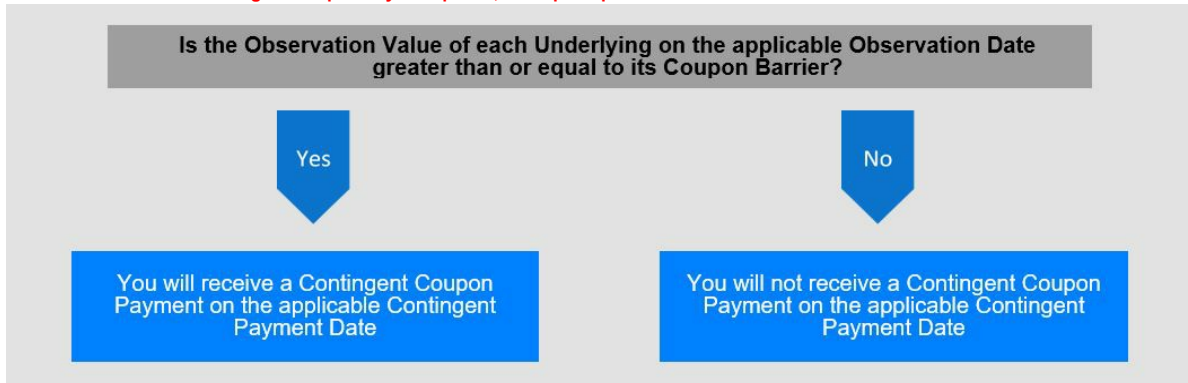 Is the Observation Value of each Underlying on the applicable Observation Date
greater than or equal to its Coupon Barrier?
Yes
No
You will receive a Contingent Coupon
Payment on the applicable Contingent
Payment Date
You will not receive a Contingent Coupon
Payment on the applicable Contingent
Payment Date